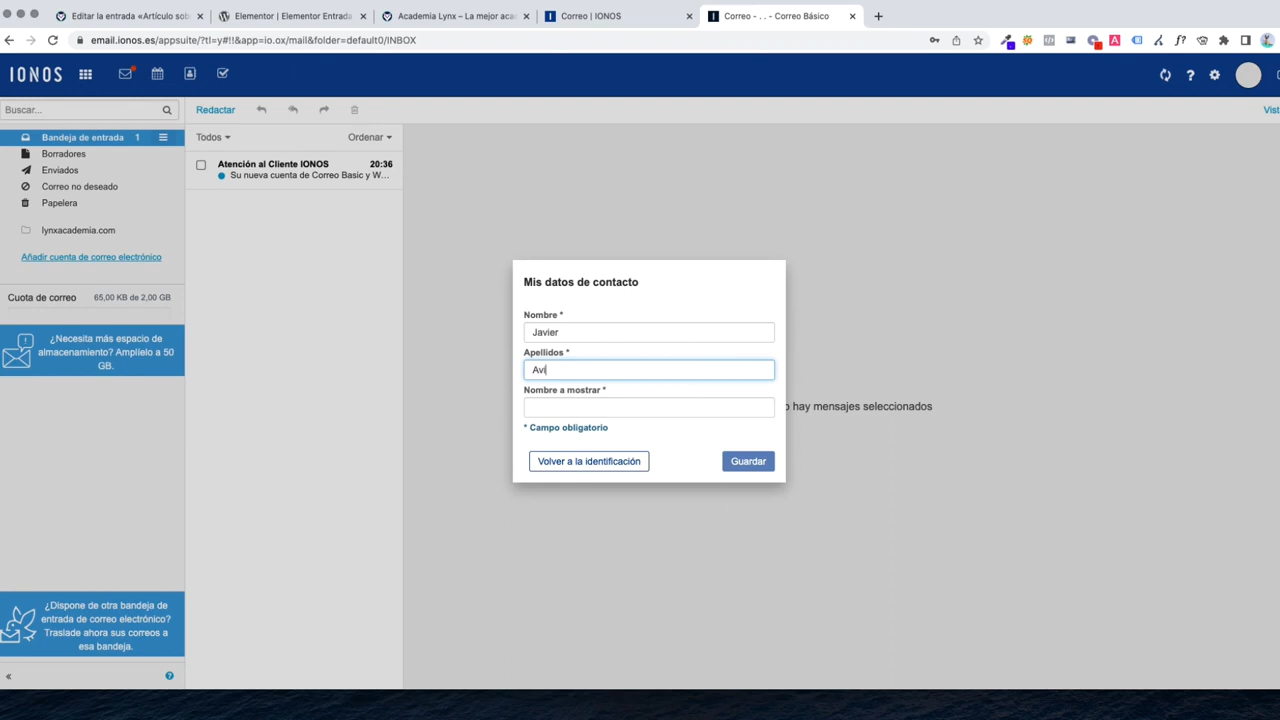 Editar la entrada «Artículo sob
Elementor | Elementor Entrada
Academia Lynx – La mejor aca
Correo | IONOS
Correo - . . - Correo Básico
email.ionos.es/appsuite/?tl=y#!!&app=io.ox/mail&folder=default0/INBOX
IONOS
Buscar...
Redactar
Vist
Bandeja de entrada 1
Borradores
Enviados
Correo no deseado
Papelera
lynxacademia.com
Añadir cuenta de correo electrónico
Cuota de correo 65,00 KB de 2,00 GB
¿Necesita más espacio de
almacenamiento? Amplíelo a 50
GB.
¿Dispone de otra bandeja de
entrada de correo electrónico?
Traslade ahora sus correos a
esa bandeja.
Todos Ordenar
Atención al Cliente IONOS 20:36
Su nueva cuenta de Correo Basic y W...
hay mensajes seleccionados
Mis datos de contacto
Nombre *
Javier
Apellidos *
Avi
Nombre a mostrar *
* Campo obligatorio
Volver a la identificación
Guardar